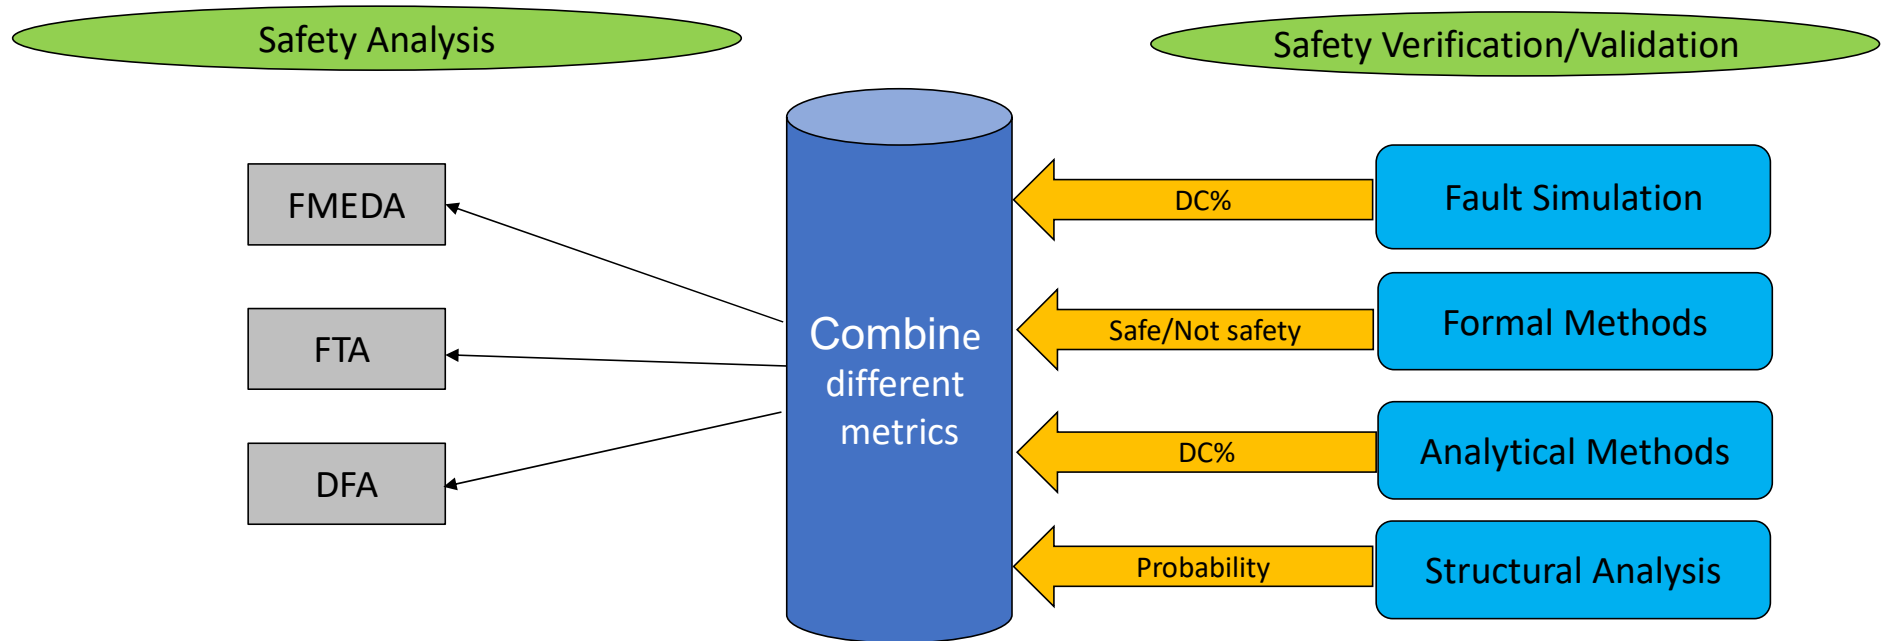 Safety Analysis
Safety Verification/Validation
FMEDA
FTA
DFA
Combine
different
metrics
DC%
Safe/Not safety
DC%
Probability
Fault Simulation
Formal Methods
Analytical Methods
Structural Analysis